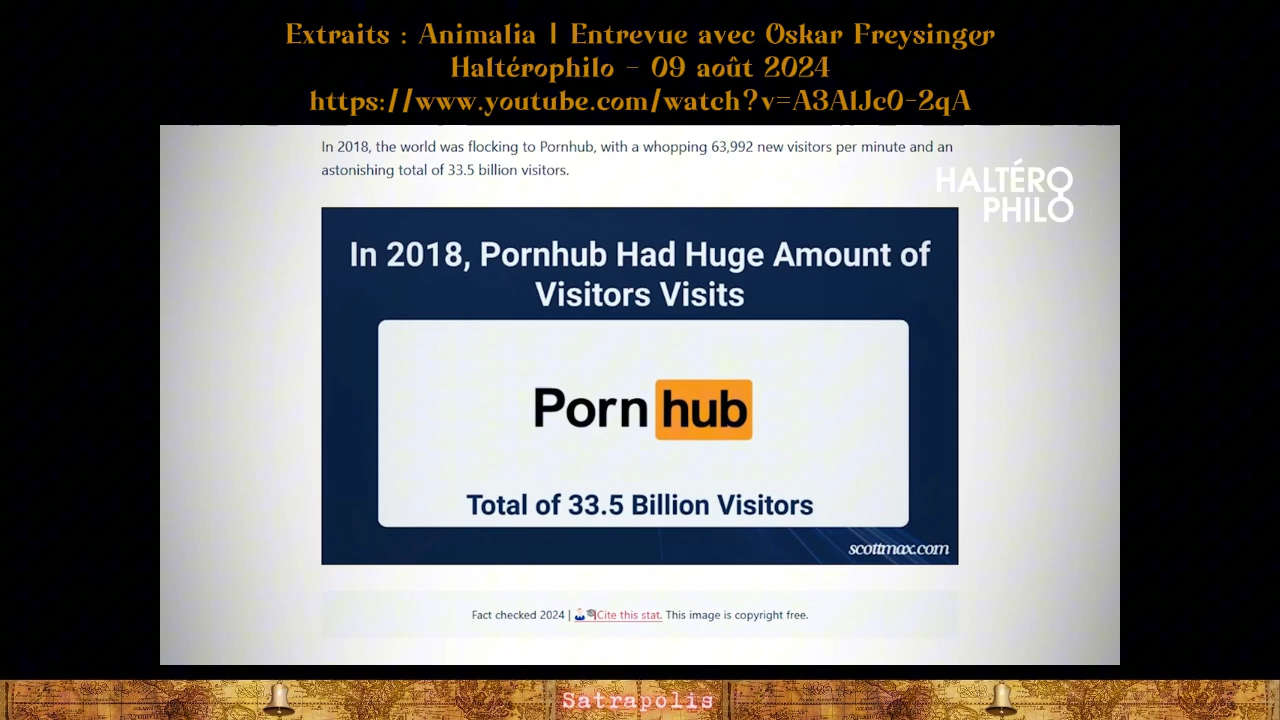 Extraits : Animalia | Entrevue avec Oskar Freysinger
Haltérophilo - 09 août 2024
https://www.youtube.com/watch?v=A3AlJc0-2qA
In 2018, the world was flocking to Pornhub, with a whopping 63,992 new visitors per minute and an
astonishing total of 33.5 billion visitors.
HALTÉRO
PHILO
In 2018, Pornhub Had Huge Amount of
Visitors Visits
Porn hub
Total of 33.5 Billion Visitors
scottmax.com
Fact checked 2024 | Cite this stat. This image is copyright free.
Satrapolis